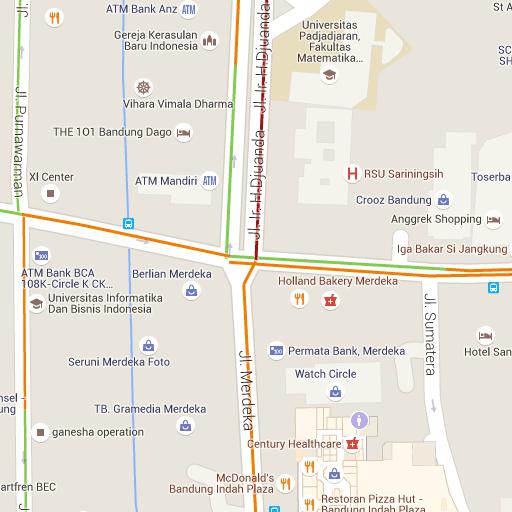 Jl.
ATM Bank Anz
ATM
Gereja Kerasulan
Baru Indonesia
Universitas
Padjadjaran,
Fakultas
Matematika...
St A
Jl. Ir. H.Djuanda
Jl. Purnawarman
Vihara Vimala Dharma
THE 1O1 Bandung Dago
Jl. Ir. H.Djuanda
H
RSU Sariningsih
Toserba
XI Center
ATM Mandiri
ATM
Crooz Bandung
Anggrek Shopping
Iga Bakar Si Jangkung
ATM Bank BCA
108K-Circle K CK...
Berlian Merdeka
Holland Bakery Merdeka
Universitas Informatika
Dan Bisnis Indonesia
Jl. Sumatera
Seruni Merdeka Foto
Jl. Merdeka
Permata Bank, Merdeka
Hotel San
Watch Circle
TB. Gramedia Merdeka
ganesha operation
Century Healthcare
McDonald's
Bandung Indah Plaza
artfren BEC
Restoran Pizza Hut -
Bandung Indah Plaza